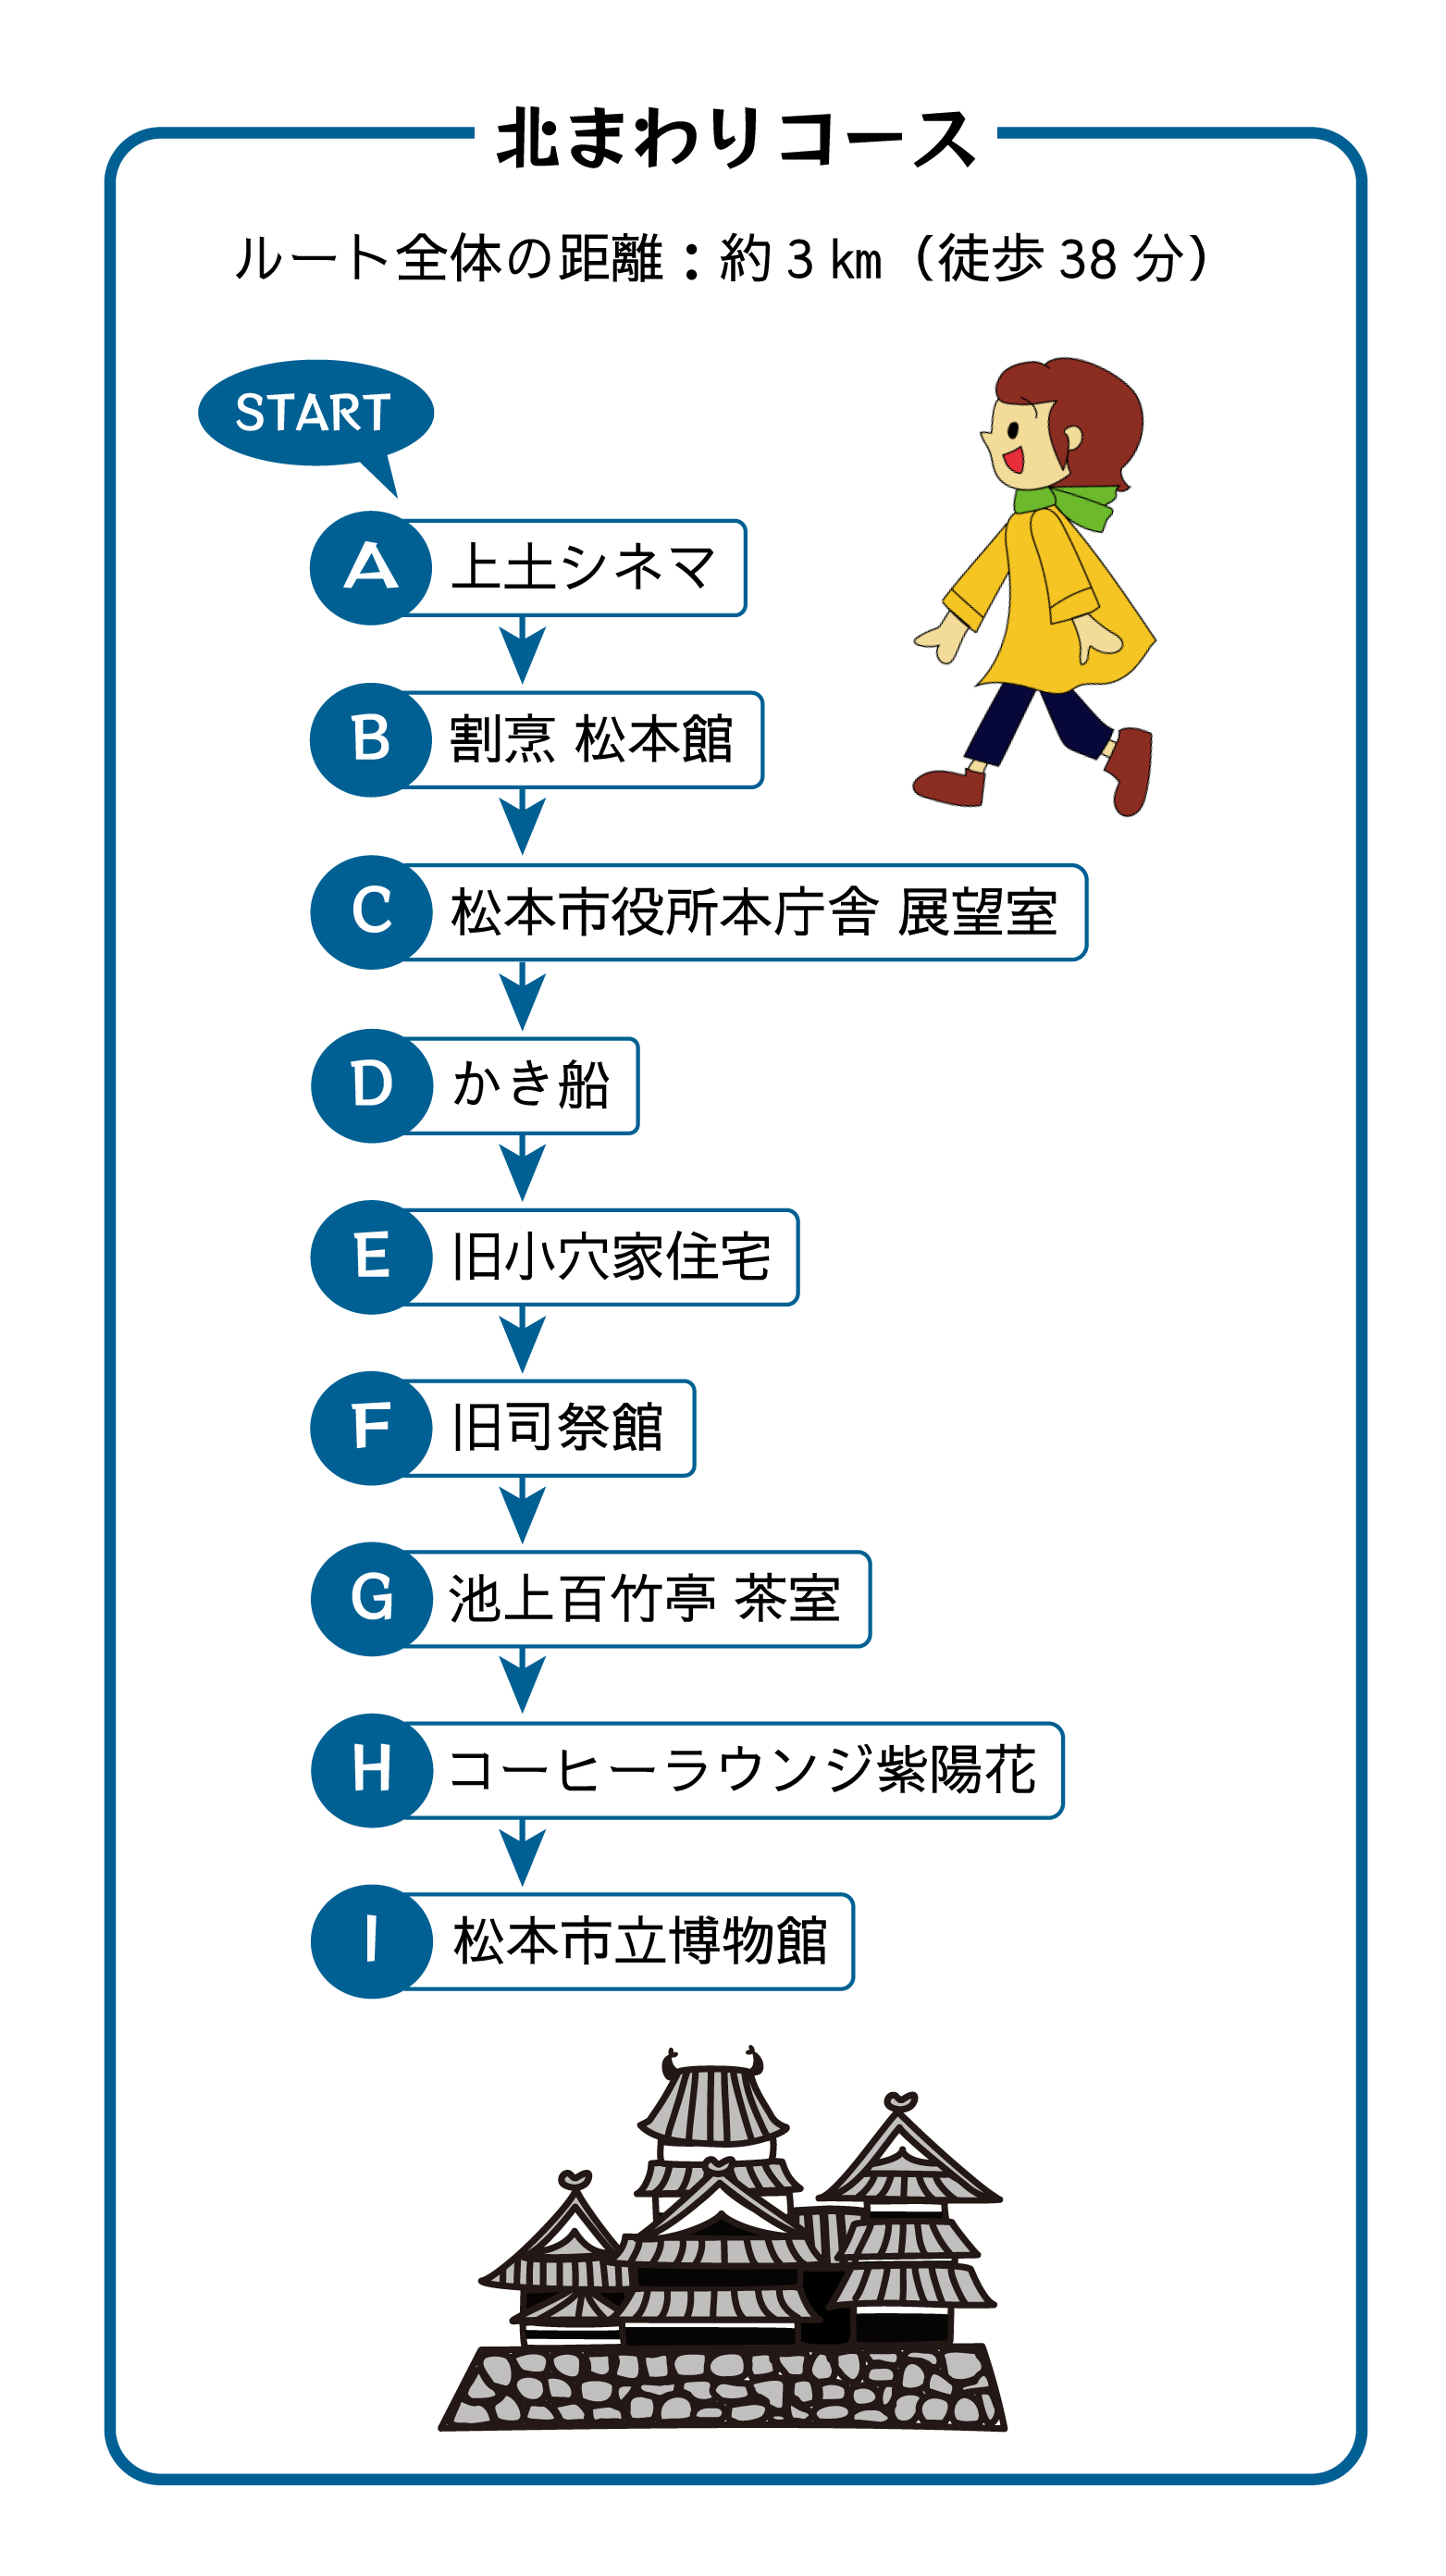 北まわりコース
ルート全体の距離：約3km（徒歩38分）
START
A 上土シネマ
B 割烹 松本館
C 松本市役所本庁舎 展望室
D かき船
E 旧小穴家住宅
F 旧司祭館
G 池上百竹亭 茶室
H コーヒーラウンジ紫陽花
I 松本市立博物館